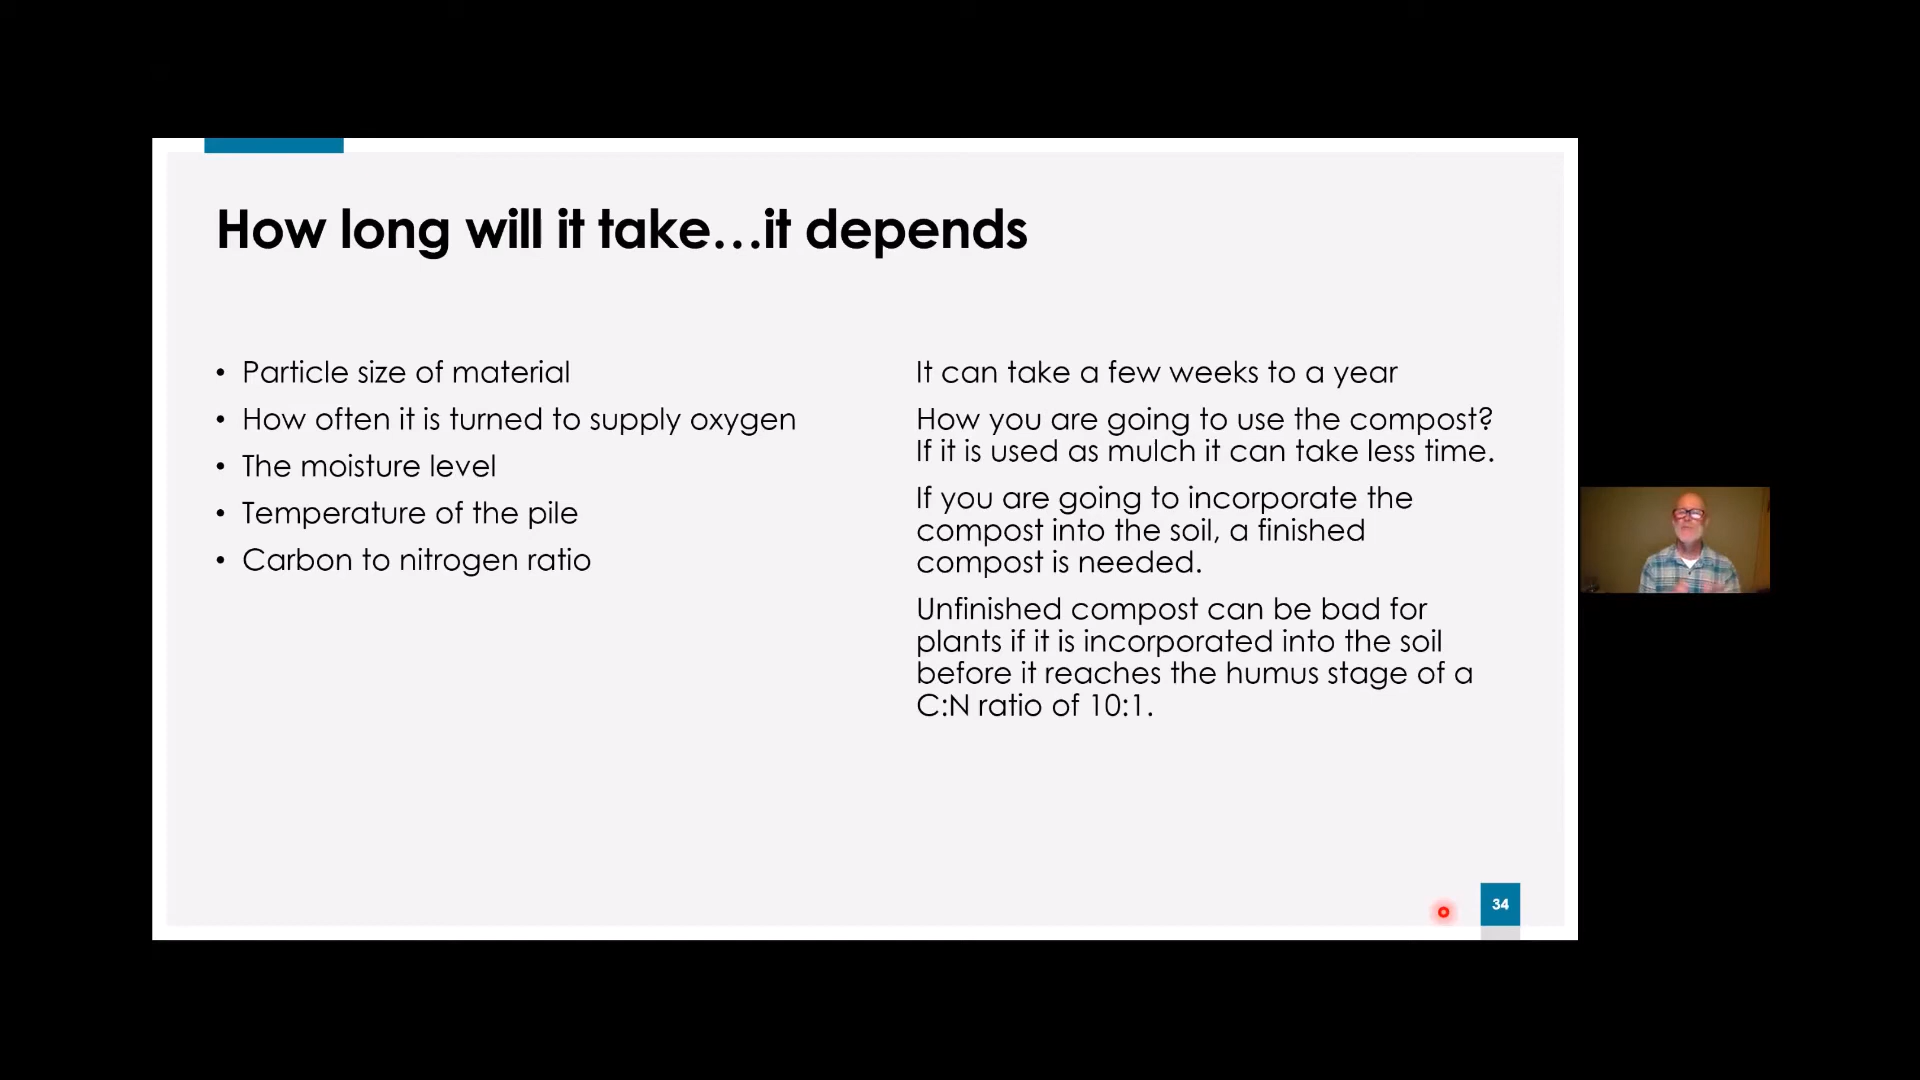 How long will it take...it depends
• Particle size of material
• How often it is turned to supply oxygen
• The moisture level
• Temperature of the pile
• Carbon to nitrogen ratio
It can take a few weeks to a year
How you are going to use the compost?
If it is used as mulch it can take less time.
If you are going to incorporate the
compost into the soil, a finished
compost is needed.
Unfinished compost can be bad for
plants if it is incorporated into the soil
before it reaches the humus stage of a
C:N ratio of 10:1.
34